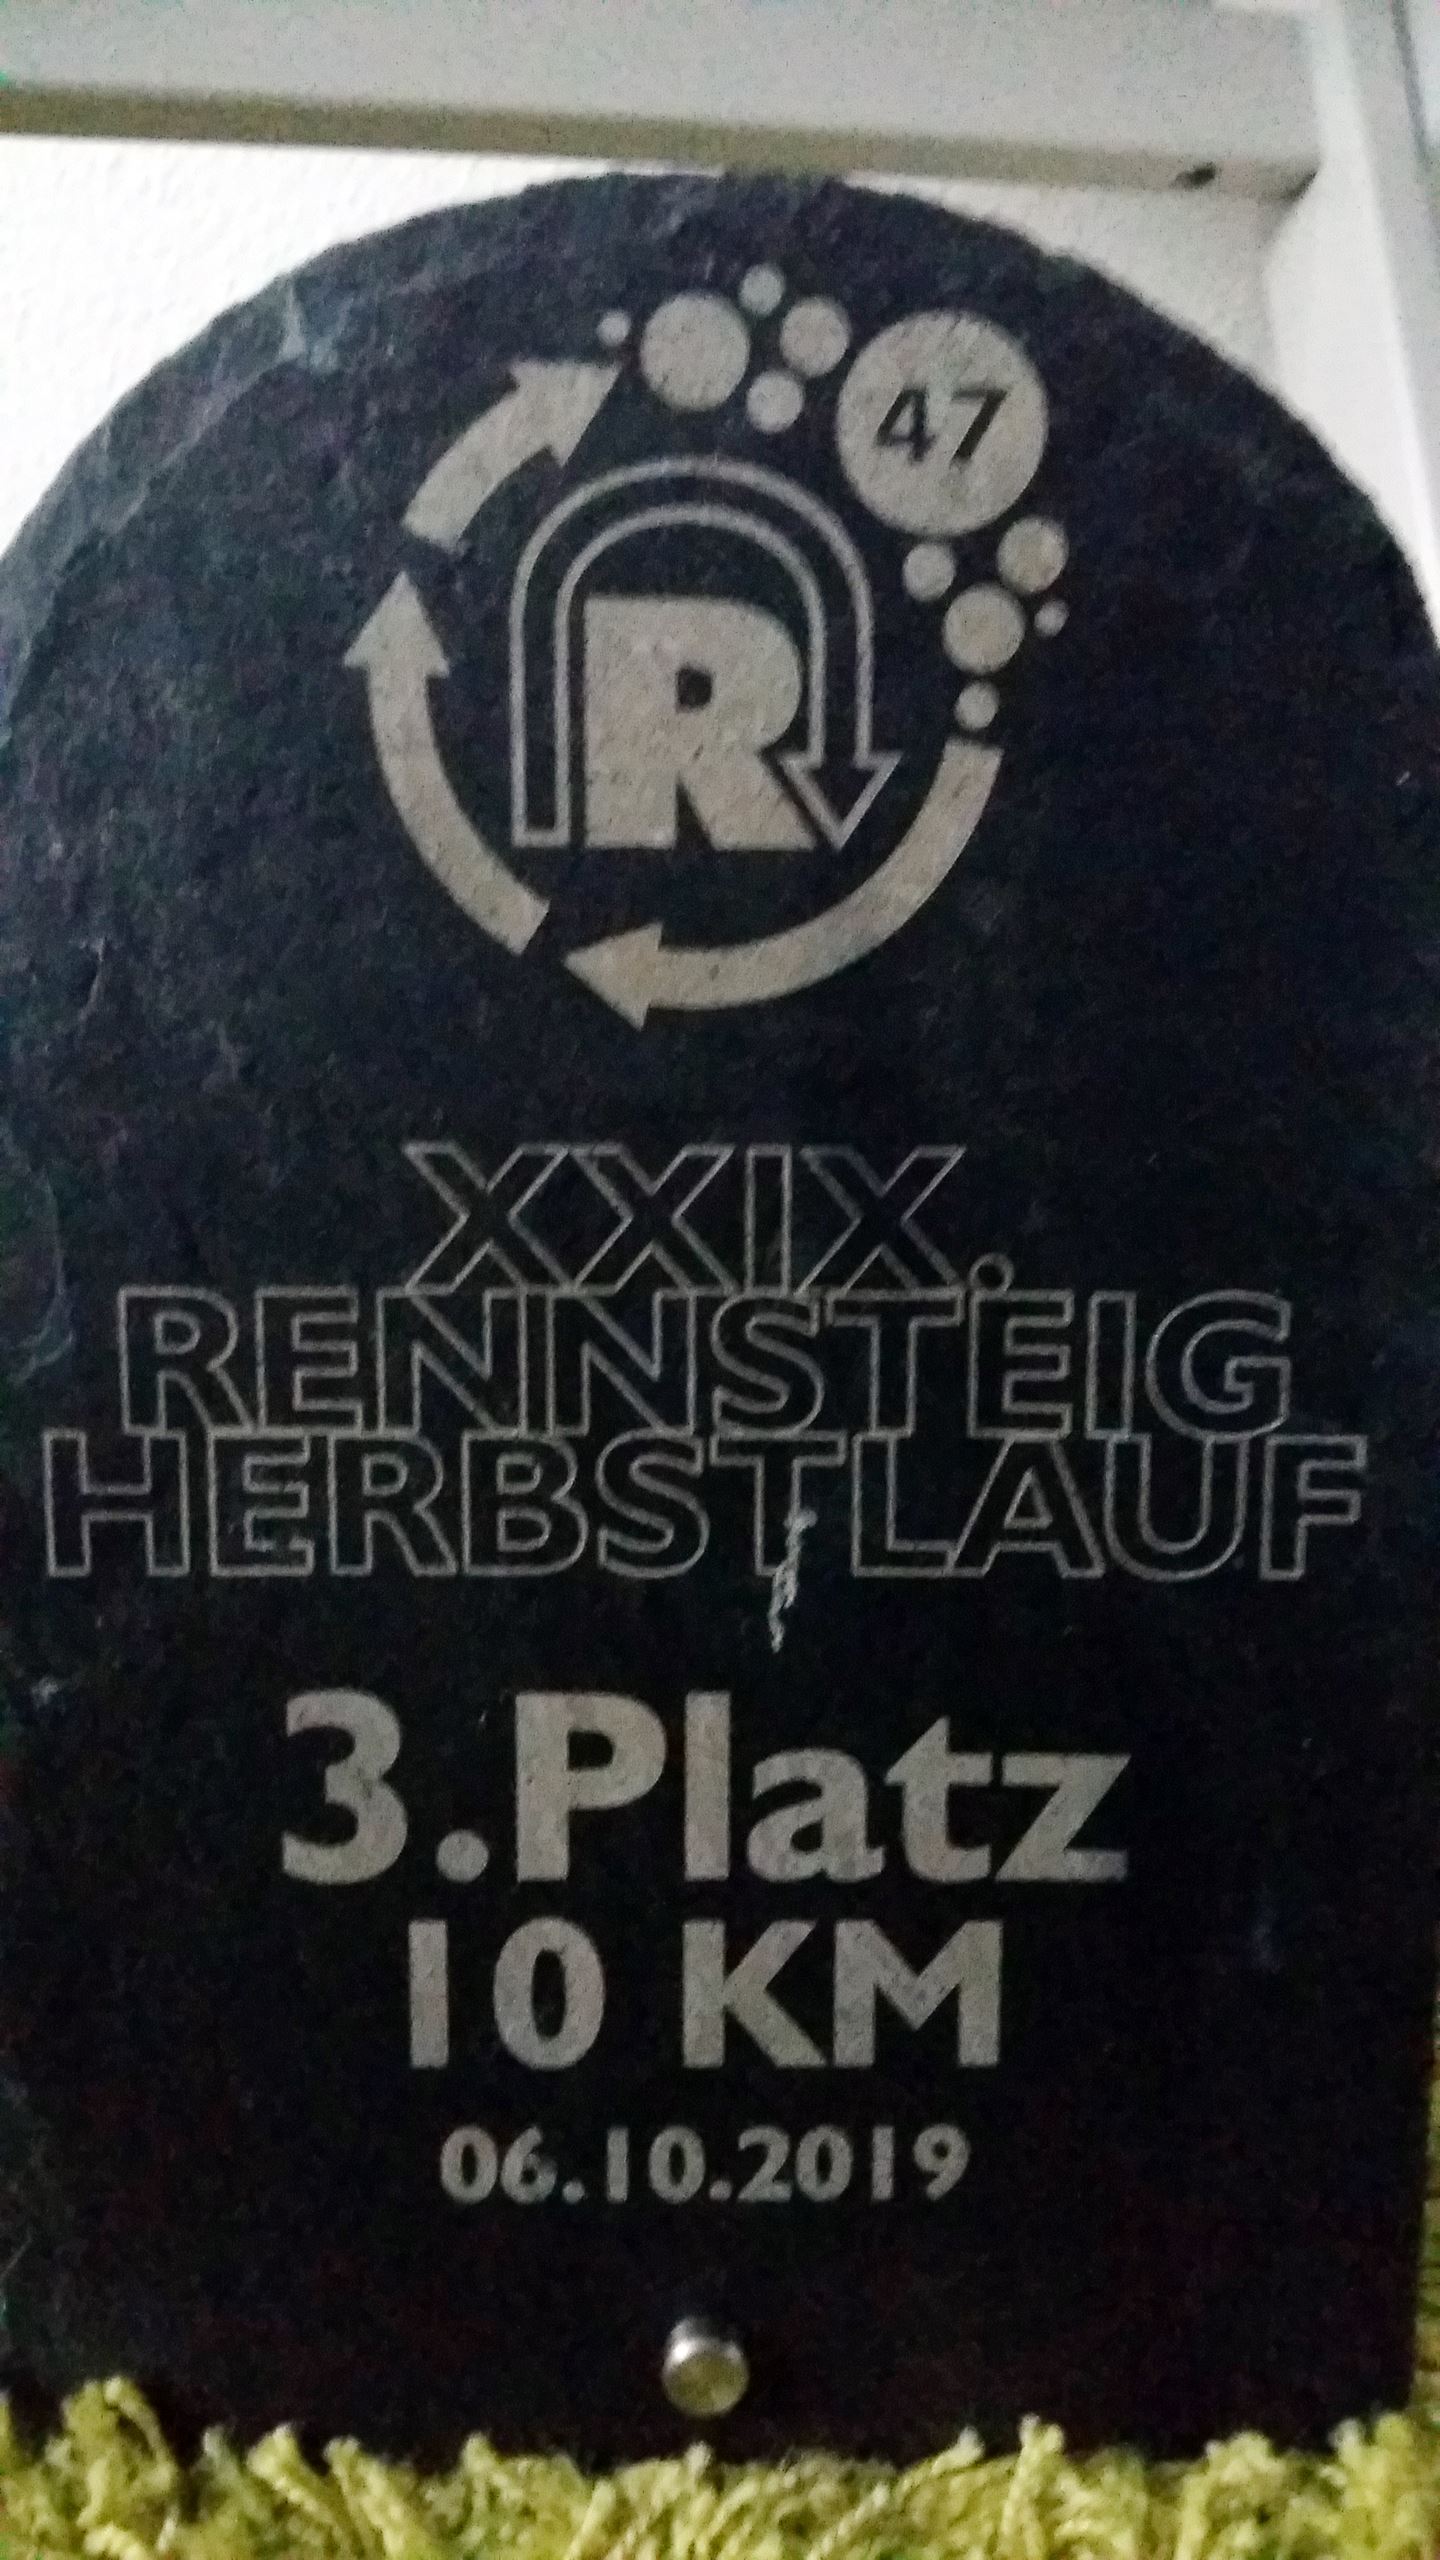 47
R
XXIX.
RENNSTEIG
HERBSTLAUF
3.Platz
10 KM
06.10.2019